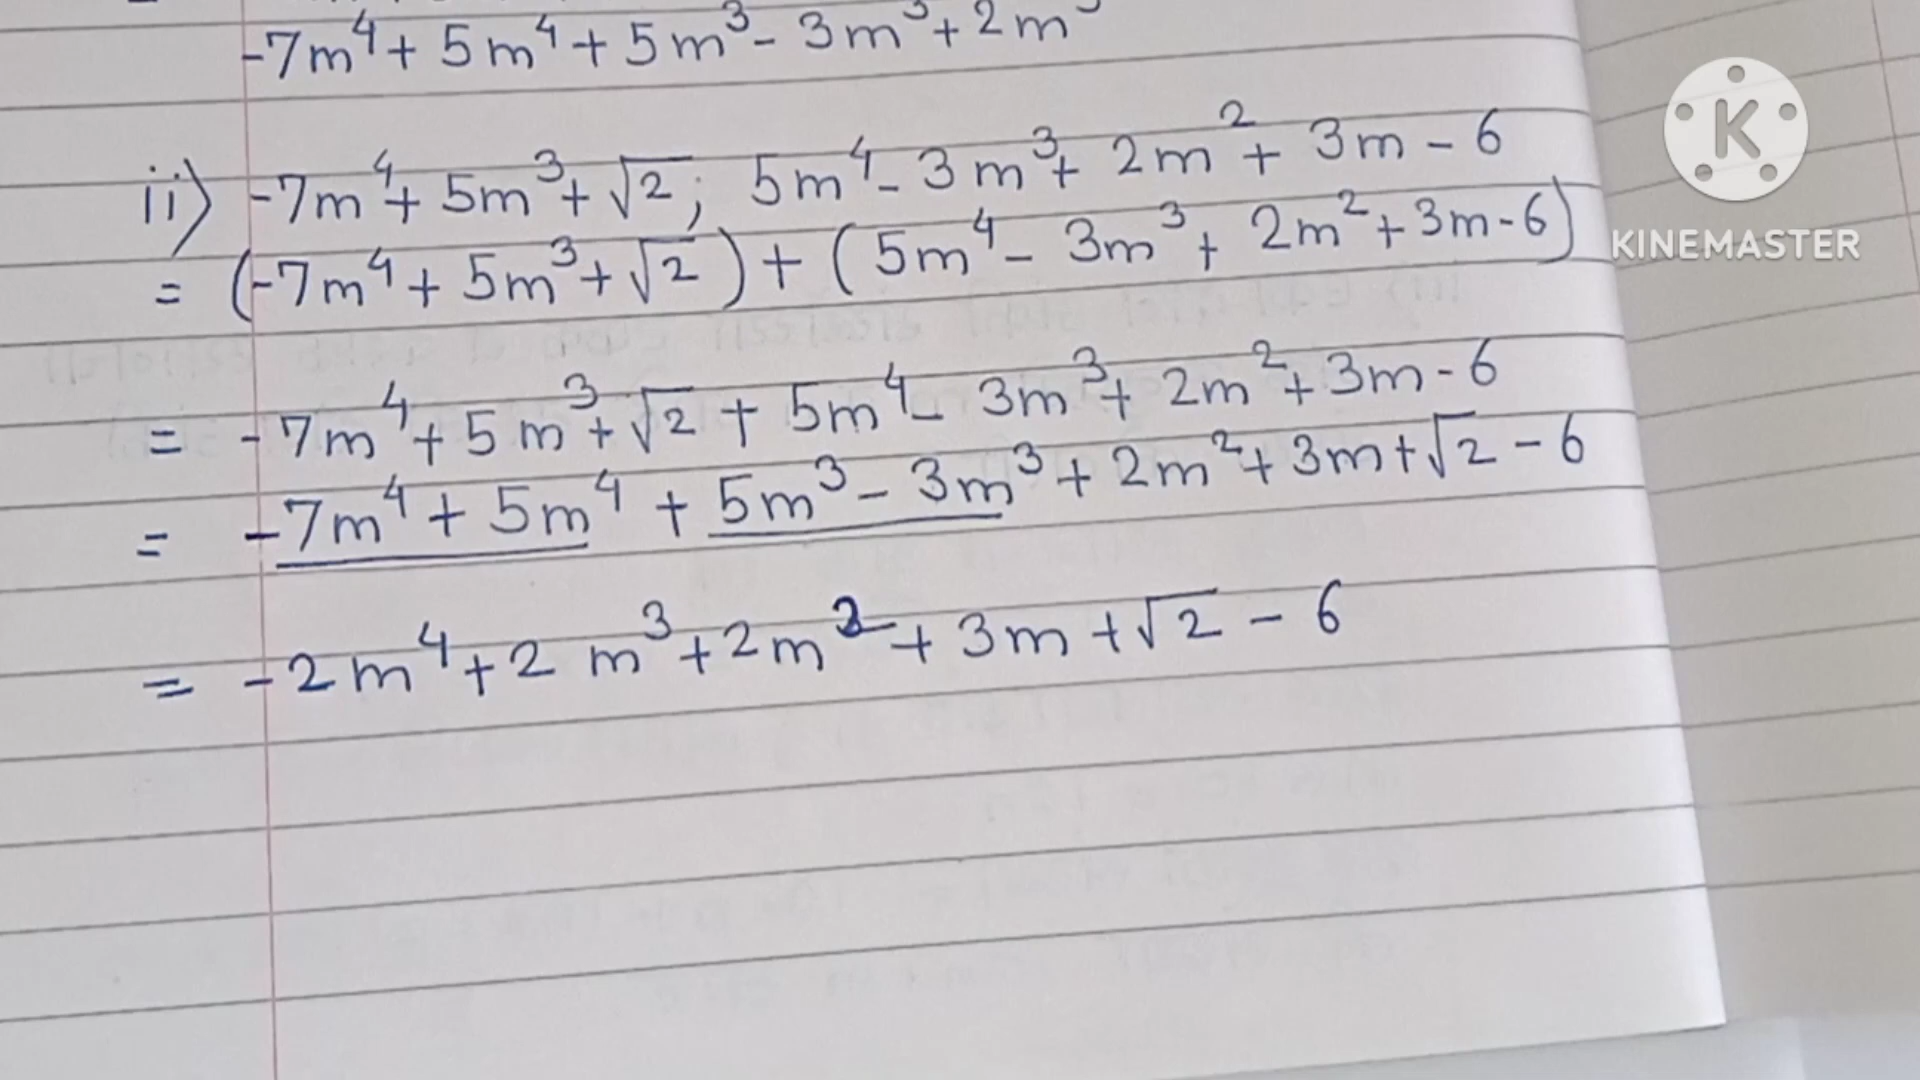 -7m⁴ + 5m⁴ + 5m³ - 3m³ + 2m
ii) -7m⁴ + 5m³ + √2; 5m⁴ - 3m³ + 2m² + 3m - 6
= (-7m⁴ + 5m³ + √2) + (5m⁴ - 3m³ + 2m² + 3m - 6)
= -7m⁴ + 5m³ + √2 + 5m⁴ - 3m³ + 2m² + 3m - 6
= -7m⁴ + 5m⁴ + 5m³ - 3m³ + 2m² + 3m + √2 - 6
= -2m⁴ + 2m³ + 2m² + 3m + √2 - 6
K
KINEMASTER